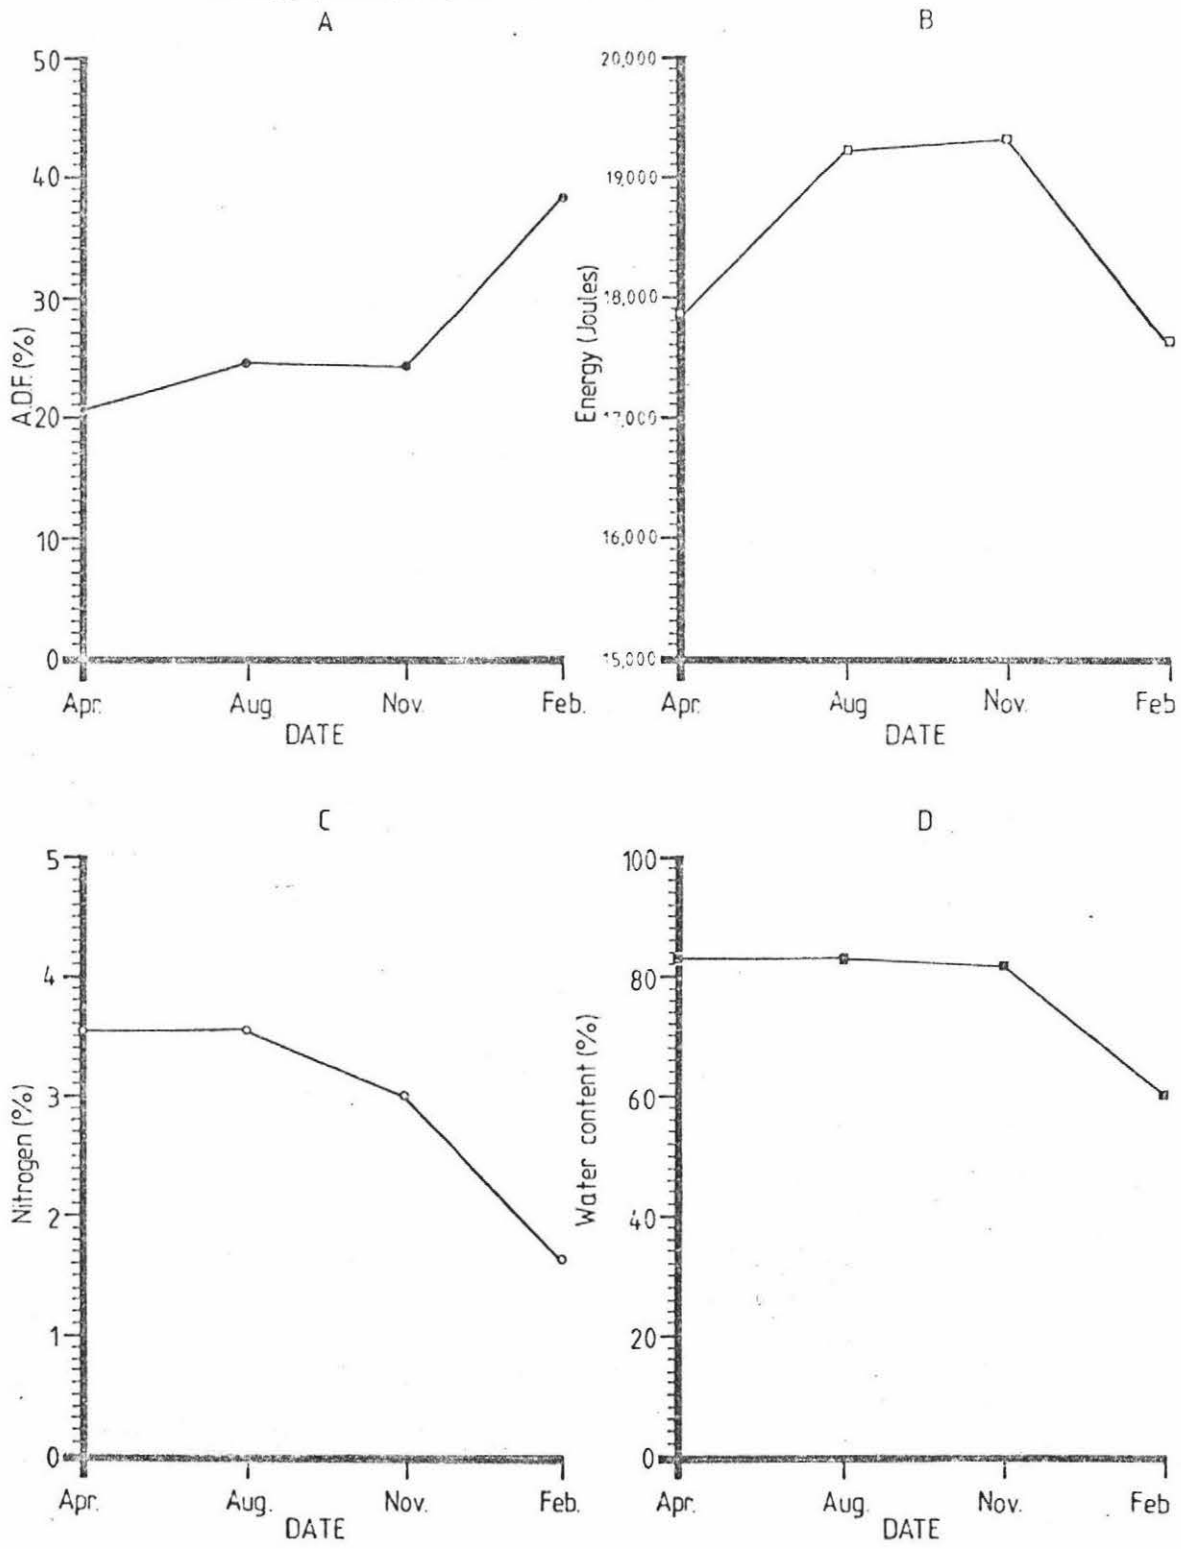 A
50
40
30
20
10
0
A.D.F. (%)
Apr. Aug Nov. Feb.
DATE
B
20,000
19,000
18,000
17,000
16,000
15,000
Energy (Joules)
Apr. Aug Nov. Feb
DATE
C
5
4
3
2
1
0
Nitrogen (%)
Apr. Aug. Nov. Feb.
DATE
D
100
80
60
40
20
0
Water content (%)
Apr. Aug. Nov. Feb
DATE